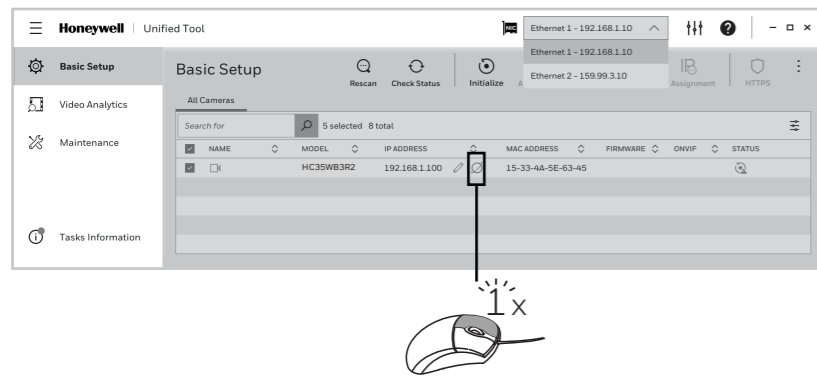 Honeywell | Unified Tool
NIC
Ethernet 1 - 192.168.1.10
Ethernet 1 - 192.168.1.10
Ethernet 2 - 159.99.3.10
Basic Setup
Video Analytics
Maintenance
Tasks Information
Basic Setup
Rescan
Check Status
Initialize
Assignment
HTTPS
All Cameras
Search for
5 selected 8 total
NAME MODEL IP ADDRESS MAC ADDRESS FIRMWARE ONVIF STATUS
HC35WB3R2 192.168.1.100 15-33-4A-5E-63-45
1 x